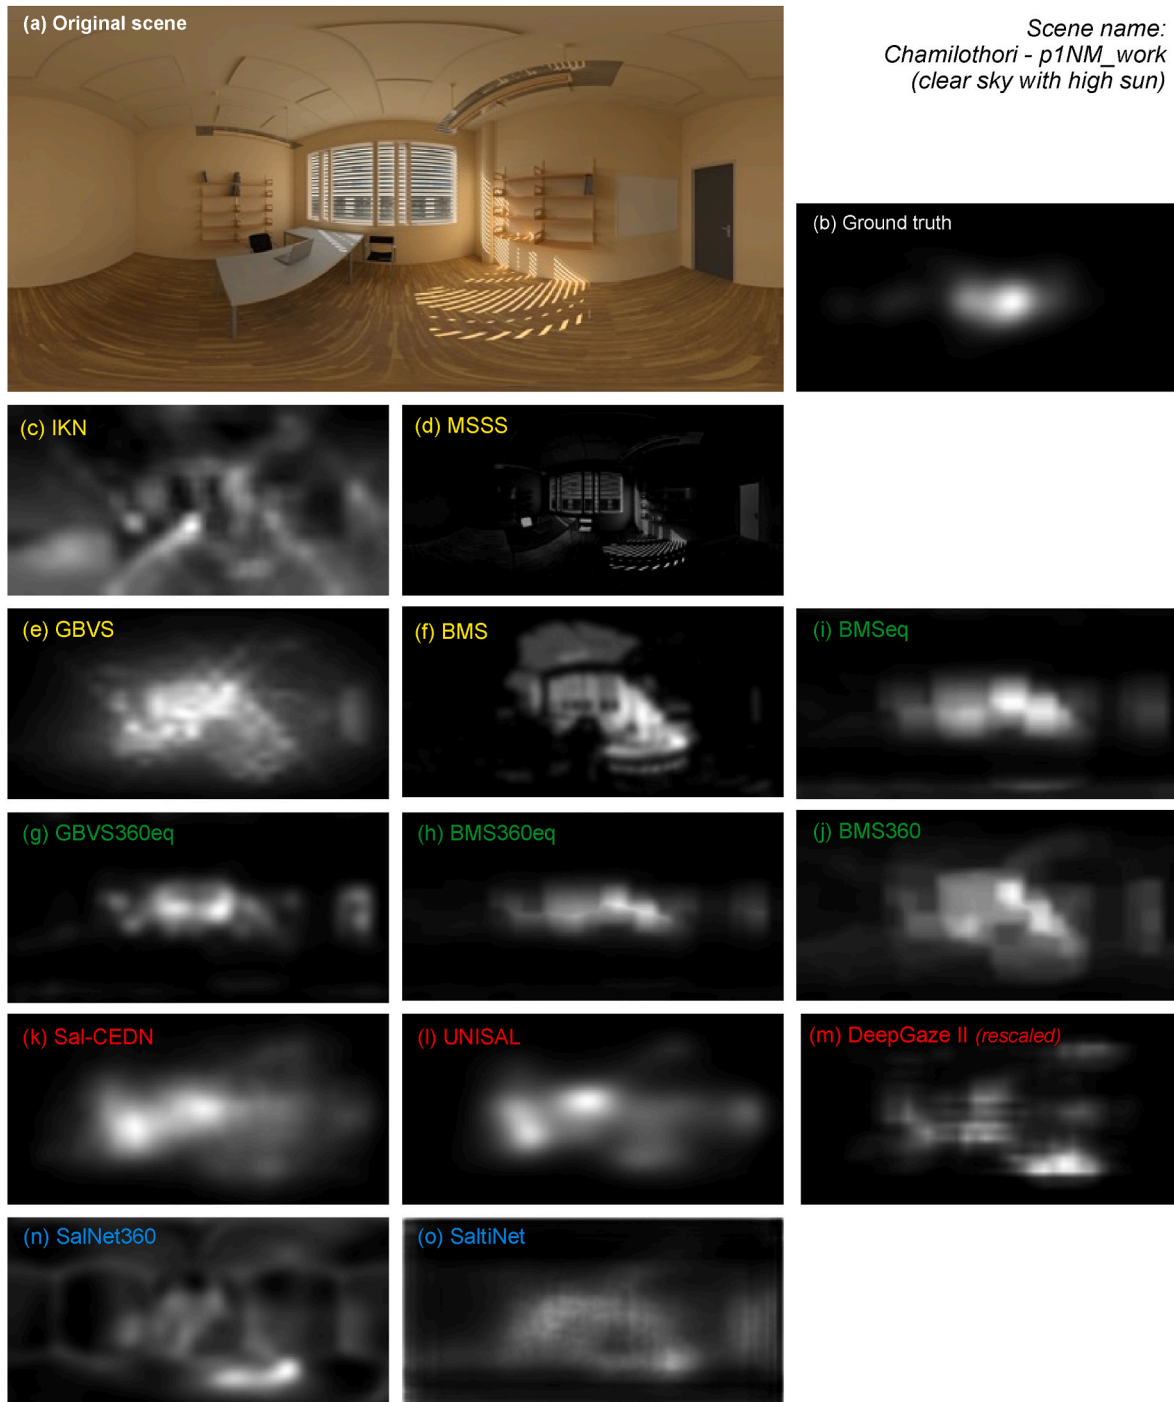 (a) Original scene
Scene name:
Chamilothori - p1NM_work
(clear sky with high sun)
(b) Ground truth
(c) IKN
(d) MSSS
(e) GBVS
(f) BMS
(i) BMSeq
(g) GBVS360eq
(h) BMS360eq
(j) BMS360
(k) Sal-CEDN
(l) UNISAL
(m) DeepGaze II (rescaled)
(n) SalNet360
(o) SaltiNet